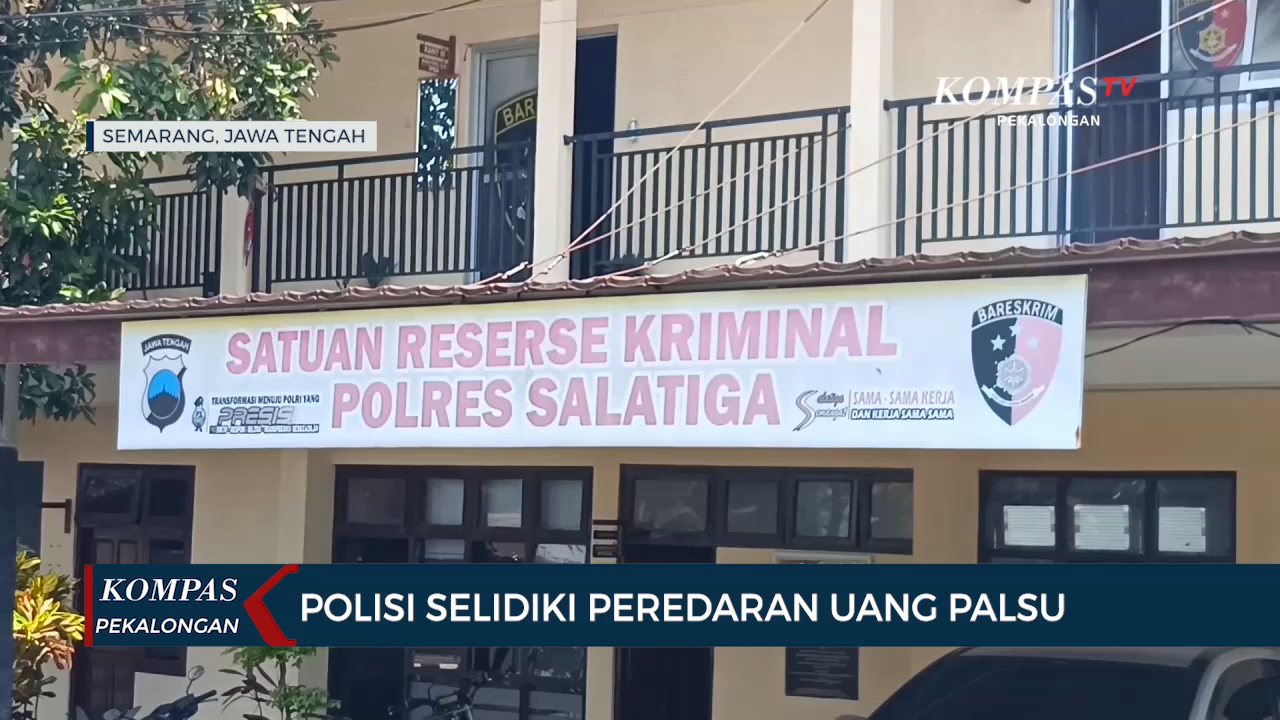 KOMPAS TV
PEKALONGAN
SEMARANG, JAWA TENGAH
BARESKRIM
JAWA TENGAH
SATUAN RESERSE KRIMINAL
POLRES SALATIGA
TRANSFORMASI MENUJU POLRI YANG
PRESISI
SAMA - SAMA KERJA
DAN KERJA SAMA SAMA
KOMPAS
PEKALONGAN
POLISI SELIDIKI PEREDARAN UANG PALSU